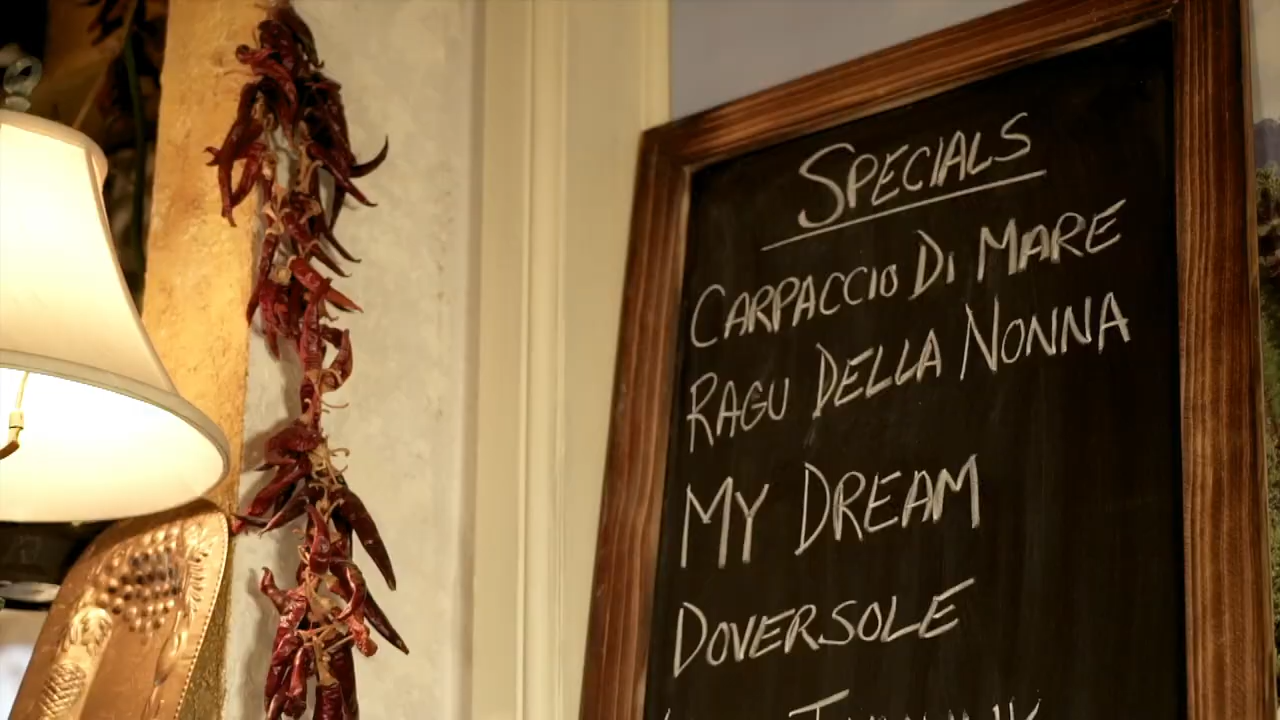 SPECIALS
CARPACCIO DI MARE
RAGU DELLA NONNA
MY DREAM
DOVERSOLE